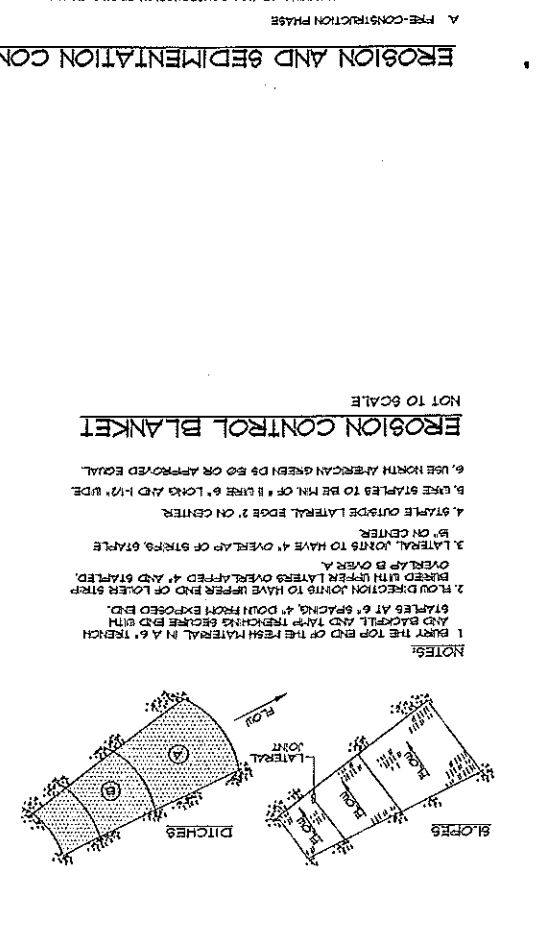 SLOPES
DITCHES
FLOW
FLOW
FLOW
LATERAL
JOINT
A
B
FLOW
NOTES:
1 BURY THE TOP END OF THE MESH MATERIAL IN A 6" TRENCH
AND BACKFILL AND TAMP TRENCHING SECURE END WITH
STAPLES AT 6" SPACING, 4" DOWN FROM EXPOSED END.
2. FLOW DIRECTION JOINTS TO HAVE UPPER END OF LOWER STRIP
BURIED WITH UPPER LAYERS OVERLAPPED 4" AND STAPLED.
OVERLAP B OVER A.
3. LATERAL JOINTS TO HAVE 4" OVERLAP OF STRIPS, STAPLE
ON CENTER
4. STAPLE OUTSIDE LATERAL EDGE 2' ON CENTER.
5. WIRE STAPLES TO BE MIN. OF # 11 WIRE 6" LONG AND 1-1/2" WIDE.
6. USE NORTH AMERICAN GREEN DS 150 OR APPROVED EQUAL
EROSION CONTROL BLANKET
NOT TO SCALE
EROSION AND SEDIMENTATION CON
A PRE-CONSTRUCTION PHASE